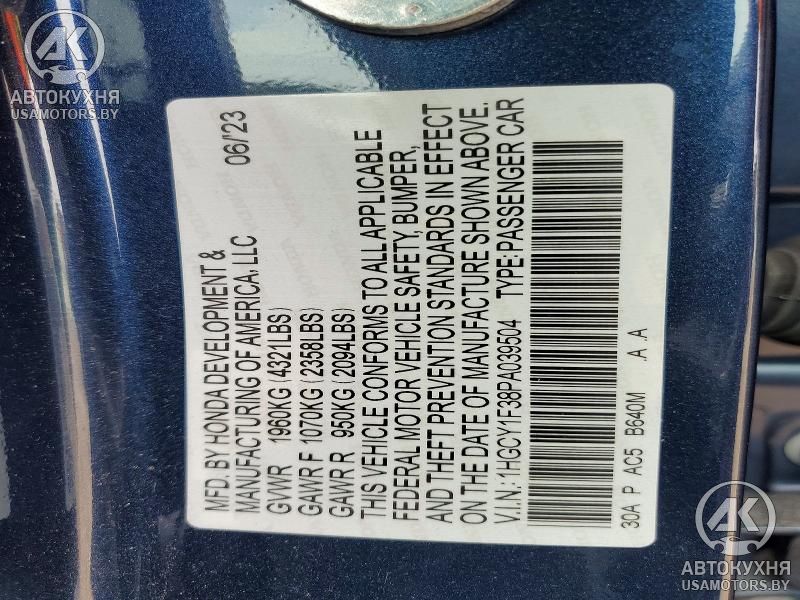 AK
АВТОКУХНЯ
USAMOTORS.BY
MFD. BY HONDA DEVELOPMENT &
MANUFACTURING OF AMERICA, LLC 06/'23
GVWR 1960KG (4321LBS)
GAWR F 1070KG (2358LBS)
GAWR R 950KG (2094LBS)
THIS VEHICLE CONFORMS TO ALL APPLICABLE
FEDERAL MOTOR VEHICLE SAFETY, BUMPER,
AND THEFT PREVENTION STANDARDS IN EFFECT
ON THE DATE OF MANUFACTURE SHOWN ABOVE.
V.I.N: 1HGCY1F38PA039504 TYPE:PASSENGER CAR
30A P AC5 B640M A A
AK
АВТОКУХНЯ
USAMOTORS.BY